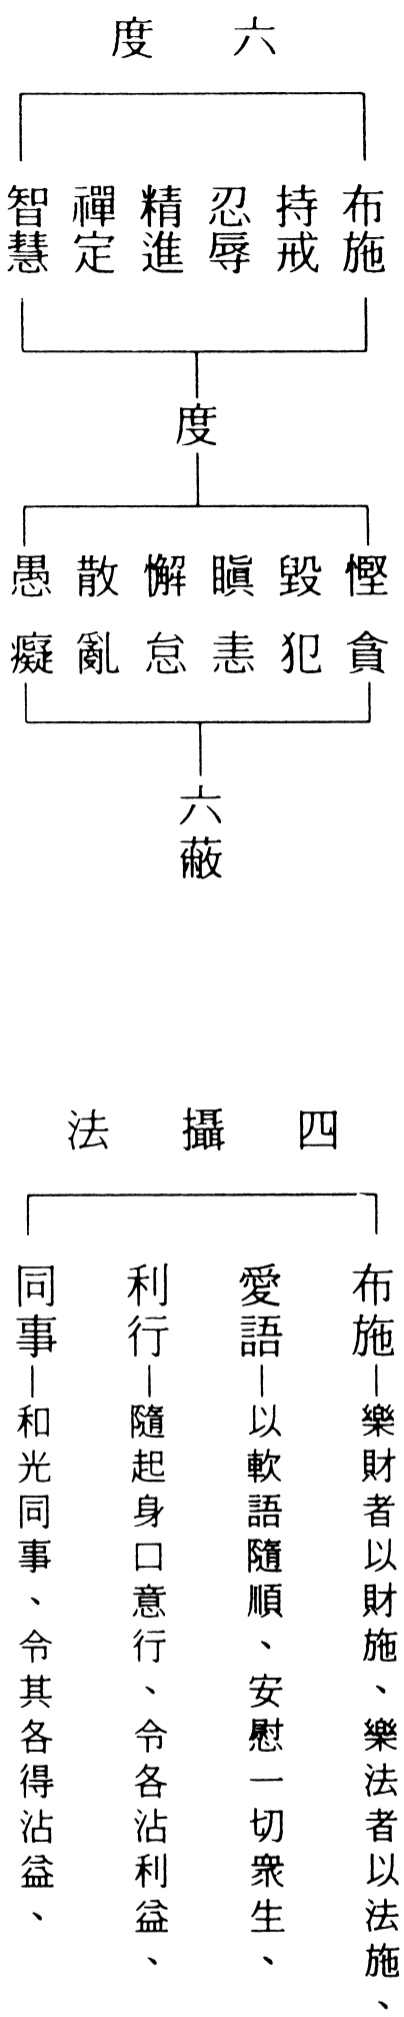 六度
布施
持戒
忍辱
精進
禪定
智慧
度
慳貪
毀犯
瞋恚
懈怠
散亂
愚癡
六蔽
四攝法
布施—樂財者以財施、樂法者以法施、
愛語—以軟語隨順、安慰一切衆生、
利行—隨起身口意行、令各沾利益、
同事—和光同事、令其各得沾益、